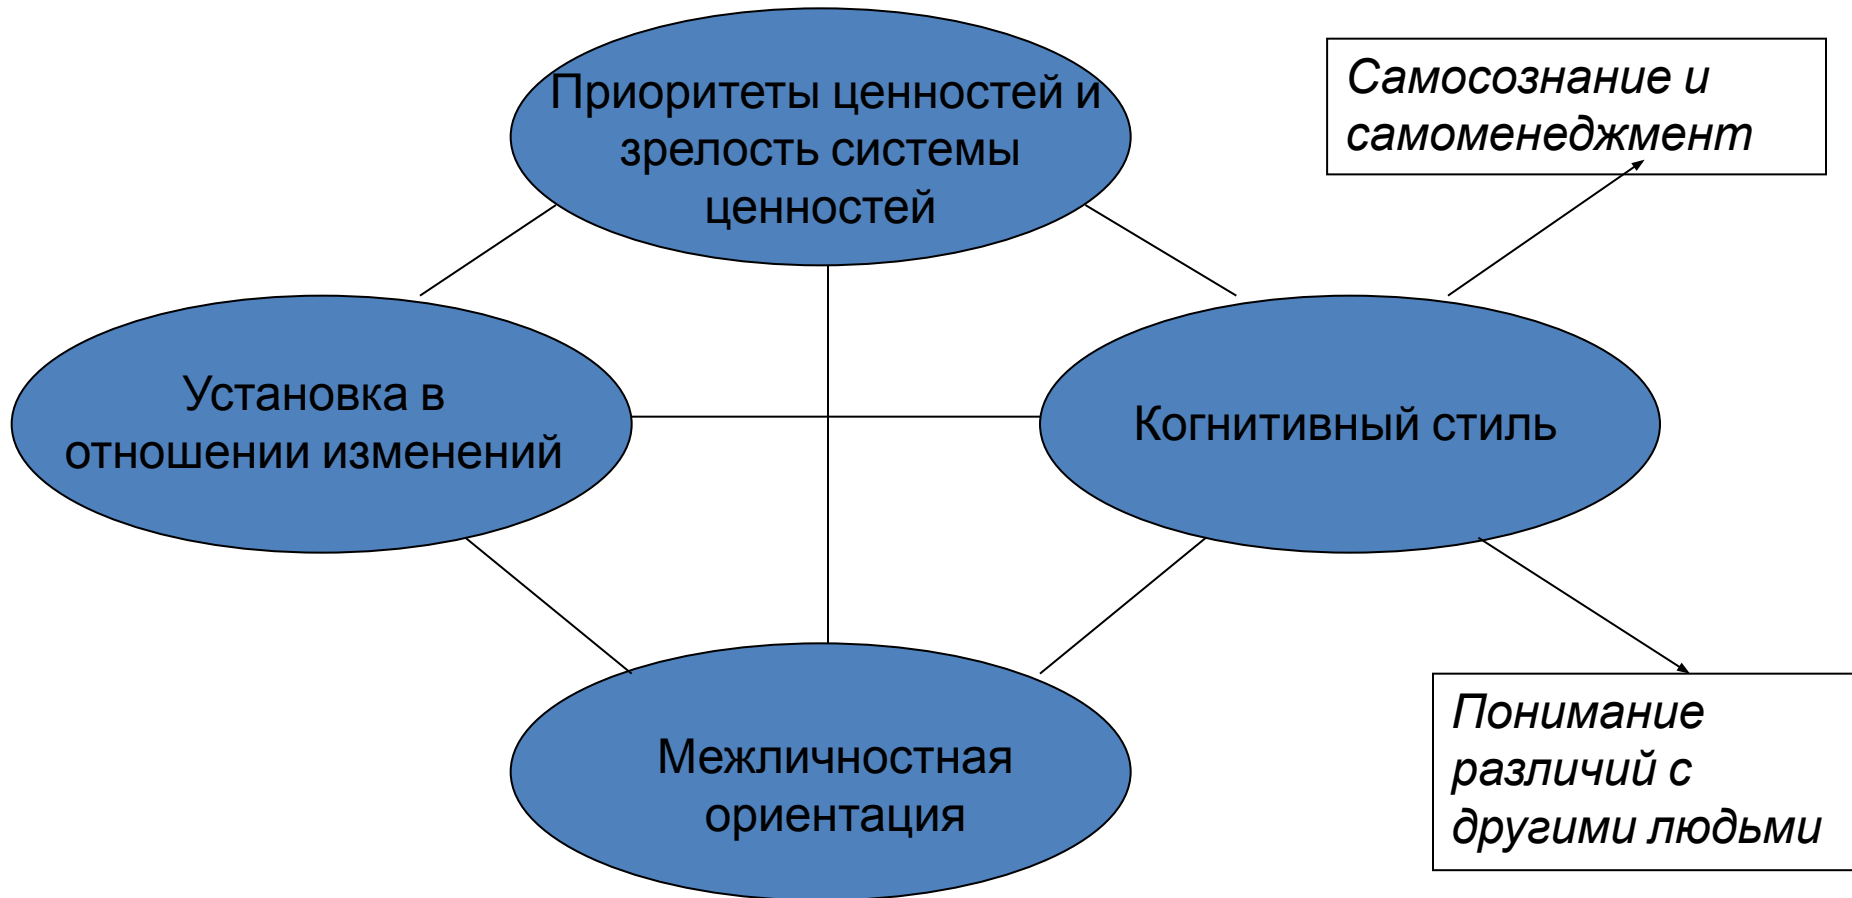 Приоритеты ценностей и
зрелость системы
ценностей
Самосознание и
самоменеджмент
Установка в
отношении изменений
Когнитивный стиль
Межличностная
ориентация
Понимание
различий с
другими людьми